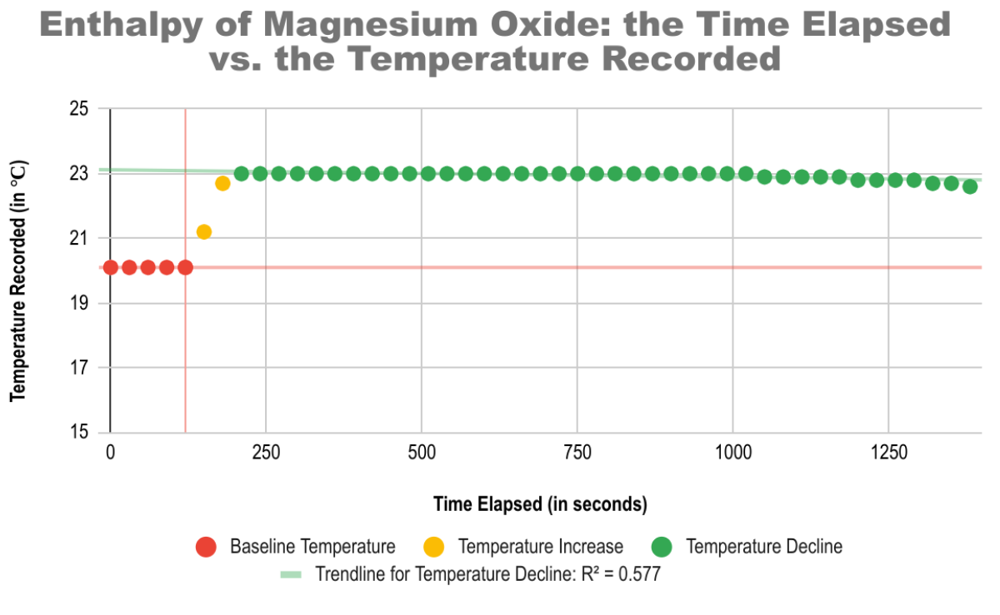 Enthalpy of Magnesium Oxide: the Time Elapsed
vs. the Temperature Recorded
Temperature Recorded (in °C)
25
23
21
19
17
15
0 250 500 750 1000 1250
Time Elapsed (in seconds)
Baseline Temperature Temperature Increase Temperature Decline
Trendline for Temperature Decline: R² = 0.577